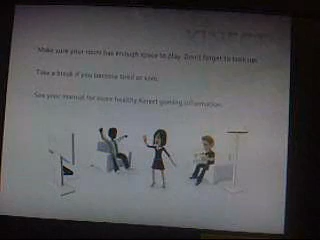 KINECT
Make sure your room has enough space to play. Don't forget to look up.
Take a break if you become tired or sore.
See your manual for more healthy Kinect gaming information.